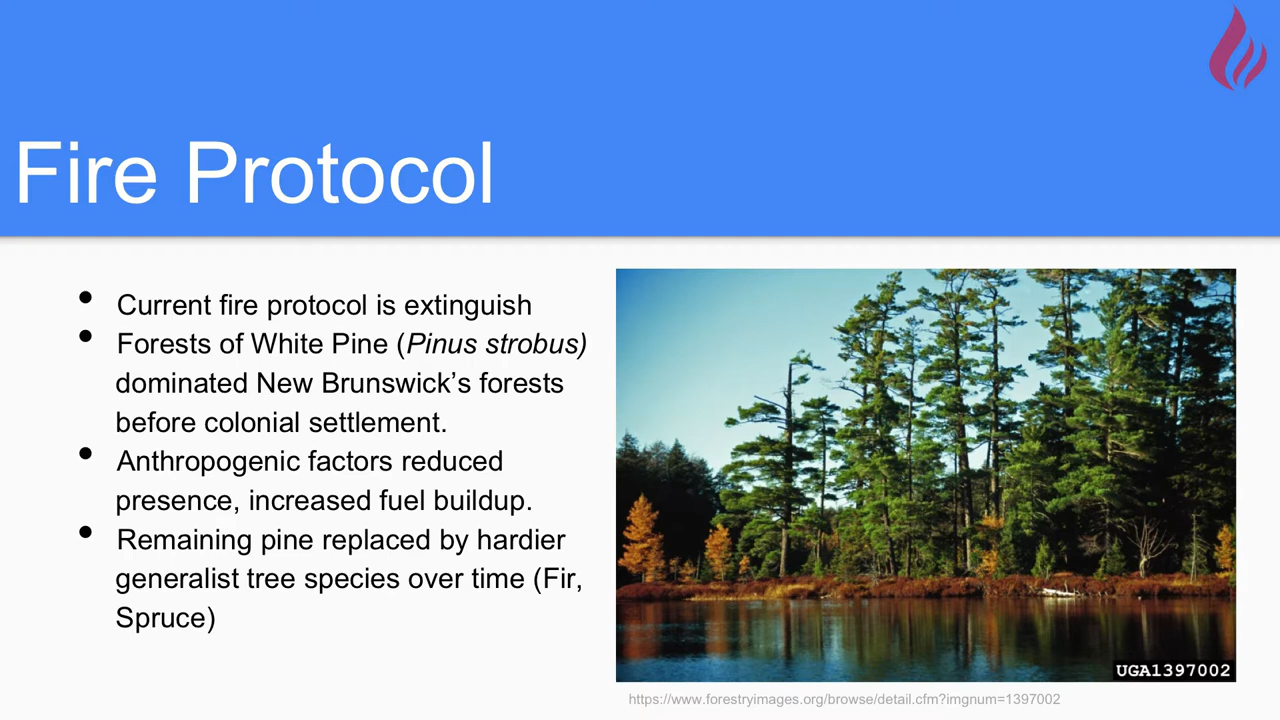 Fire Protocol
• Current fire protocol is extinguish
• Forests of White Pine (Pinus strobus)
dominated New Brunswick’s forests
before colonial settlement.
• Anthropogenic factors reduced
presence, increased fuel buildup.
• Remaining pine replaced by hardier
generalist tree species over time (Fir,
Spruce)
UGA1397002
https://www.forestryimages.org/browse/detail.cfm?imgnum=1397002